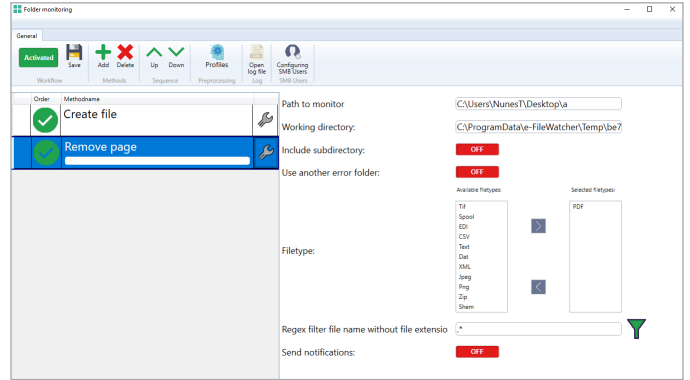 Folder monitoring
General
Activated
Save
Add
Delete
Up
Down
Profiles
Open
log file
Configuring
SMB Users
Workflow
Methods
Sequence
Preprocessing
Log
SMB Users
Order
Methodname
Create file
Remove page
Path to monitor
C:\Users\NunesT\Desktop\a
Working directory:
C:\ProgramData\e-FileWatcher\Temp\be7
Include subdirectory:
OFF
Use another error folder:
OFF
Available filetypes:
Selected filetypes:
Filetype:
Tif
Spool
EDI
CSV
Text
Dat
XML
Jpeg
Png
Zip
Shem
PDF
Regex filter file name without file extensio
.*
Send notifications:
OFF